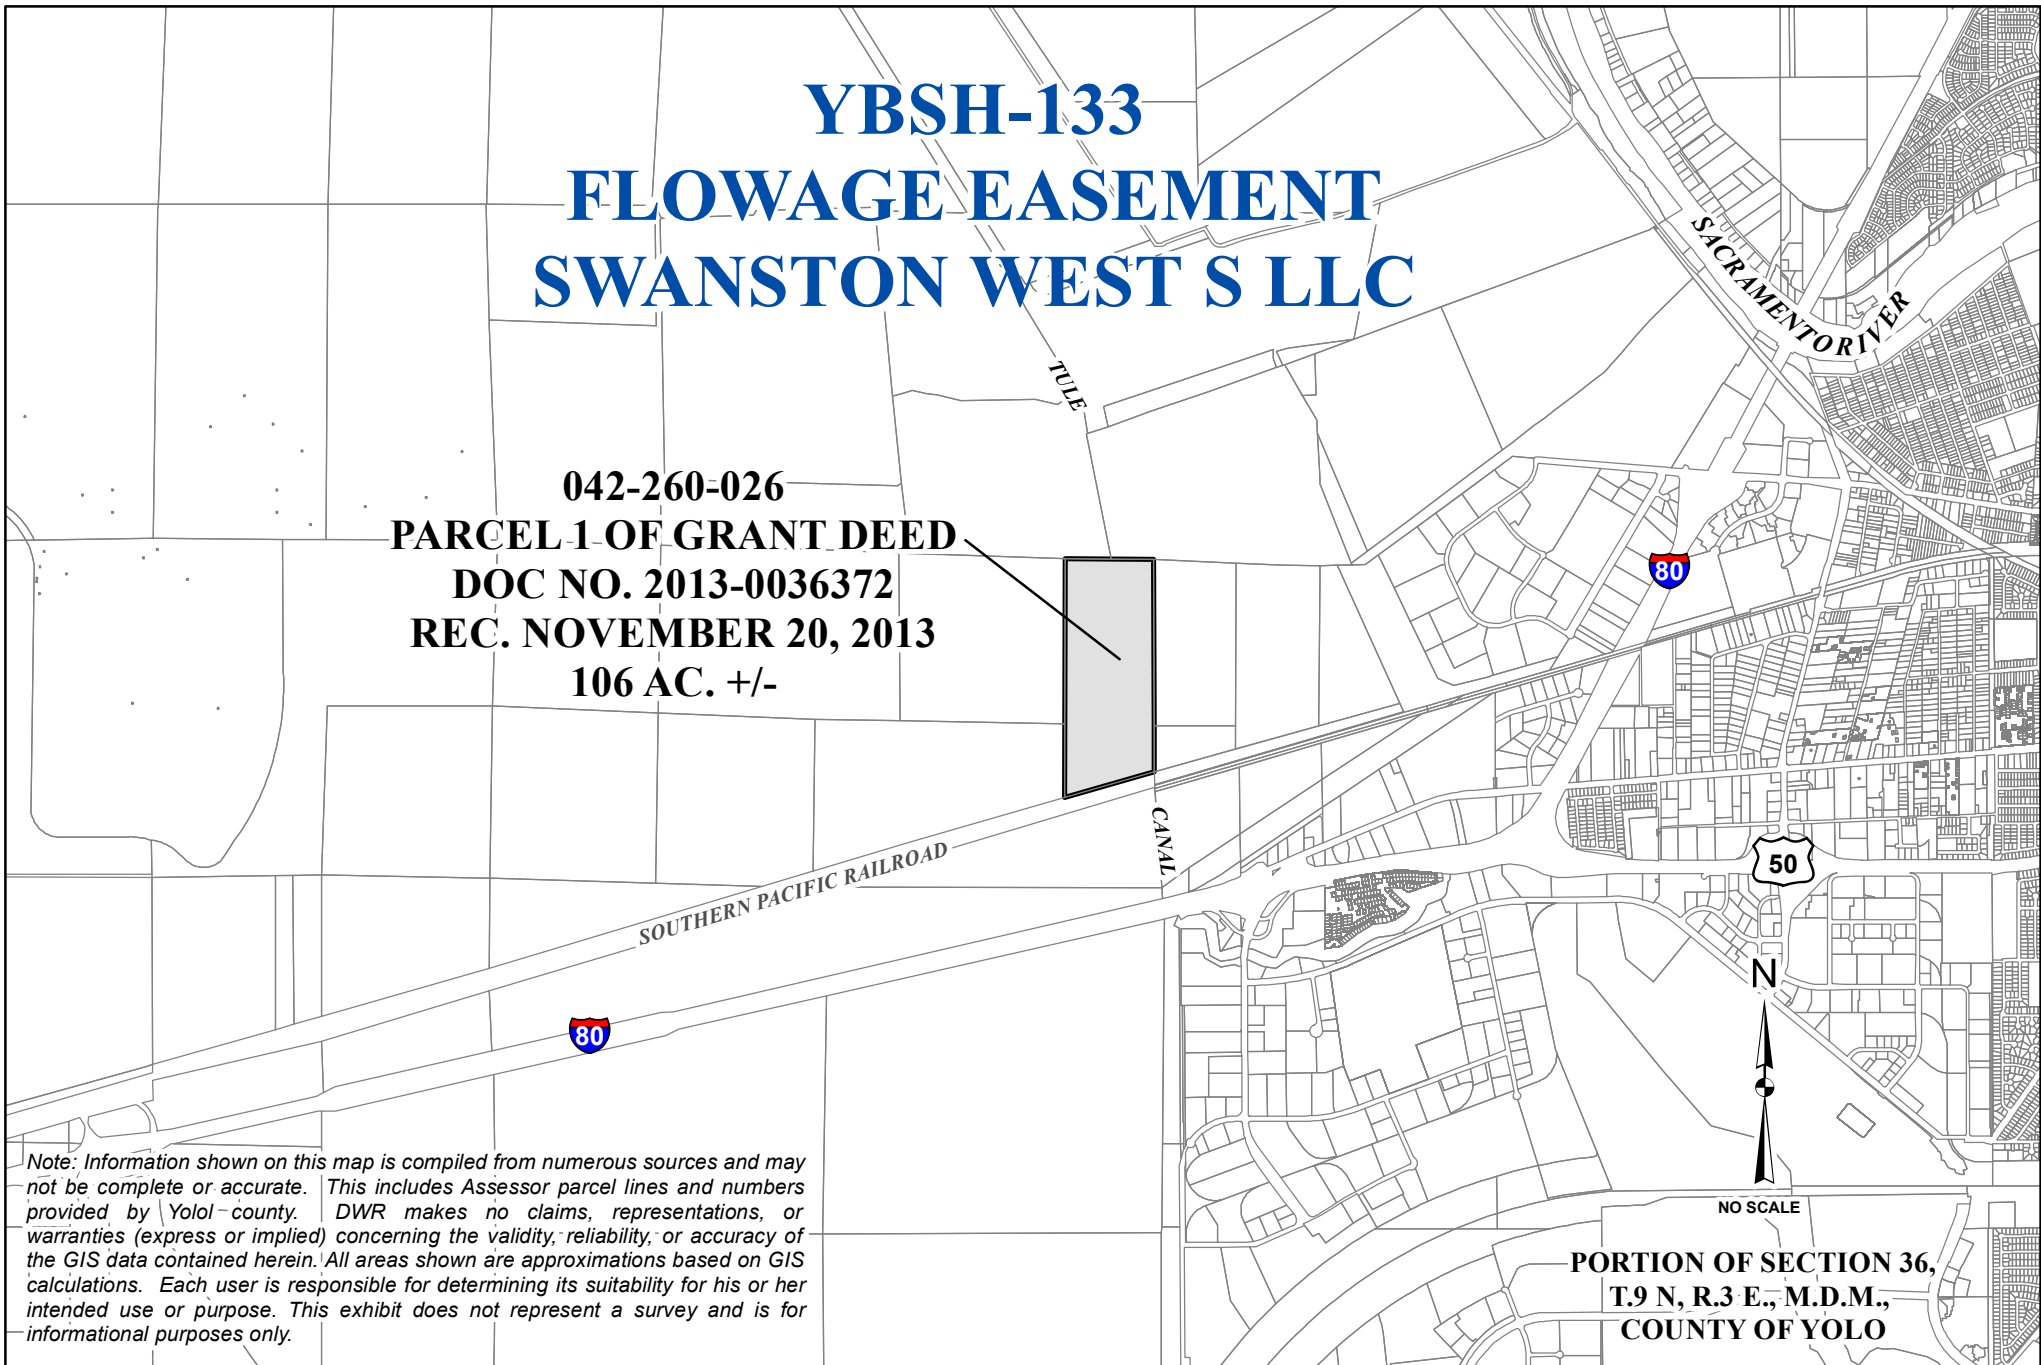 YBSH-133
FLOWAGE EASEMENT
SWANSTON WEST S LLC
SACRAMENTO RIVER
TULE
042-260-026
PARCEL 1 OF GRANT DEED
DOC NO. 2013-0036372
REC. NOVEMBER 20, 2013
106 AC. +/-
80
CANAL
SOUTHERN PACIFIC RAILROAD
50
80
N
NO SCALE
Note: Information shown on this map is compiled from numerous sources and may
not be complete or accurate. This includes Assessor parcel lines and numbers
provided by Yolol county. DWR makes no claims, representations, or
warranties (express or implied) concerning the validity, reliability, or accuracy of
the GIS data contained herein. All areas shown are approximations based on GIS
calculations. Each user is responsible for determining its suitability for his or her
intended use or purpose. This exhibit does not represent a survey and is for
informational purposes only.
PORTION OF SECTION 36,
T.9 N, R.3 E., M.D.M.,
COUNTY OF YOLO